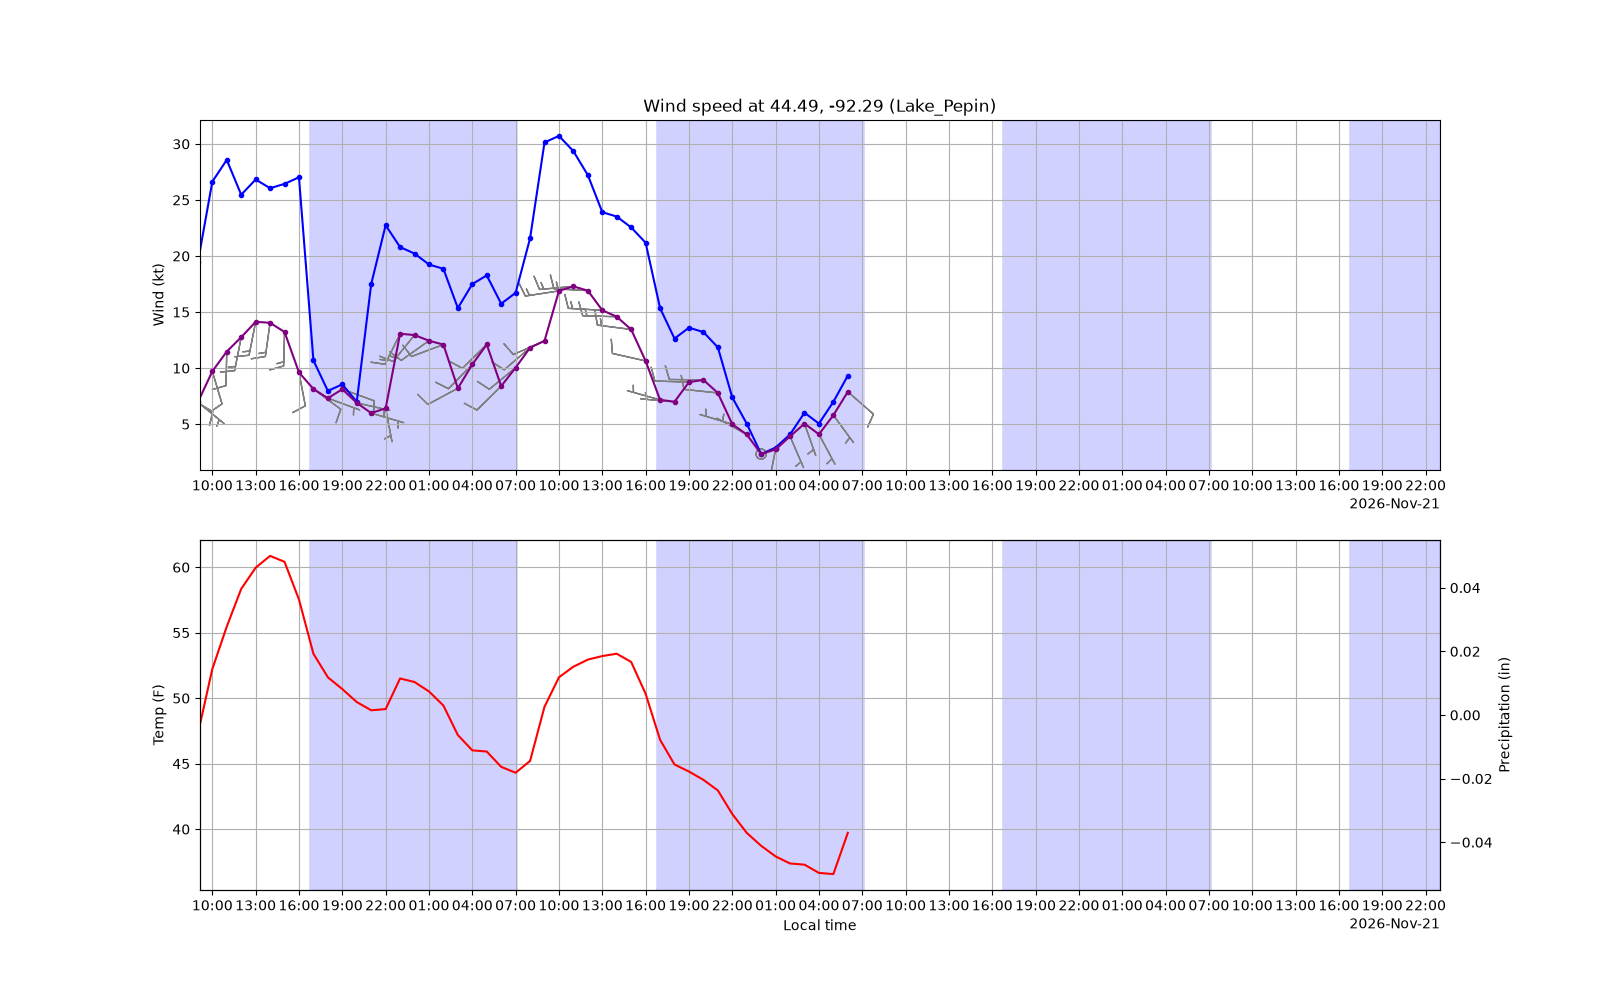 Wind speed at 44.49, -92.29 (Lake_Pepin)
Wind (kt)
30
25
20
15
10
5
10:00 13:00 16:00 19:00 22:00 01:00 04:00 07:00 10:00 13:00 16:00 19:00 22:00 01:00 04:00 07:00 10:00 13:00 16:00 19:00 22:00 01:00 04:00 07:00 10:00 13:00 16:00 19:00 22:00
2026-Nov-21
Temp (F)
60
55
50
45
40
0.04
0.02
0.00
−0.02
−0.04
Precipitation (in)
10:00 13:00 16:00 19:00 22:00 01:00 04:00 07:00 10:00 13:00 16:00 19:00 22:00 01:00 04:00 07:00 10:00 13:00 16:00 19:00 22:00 01:00 04:00 07:00 10:00 13:00 16:00 19:00 22:00
Local time
2026-Nov-21